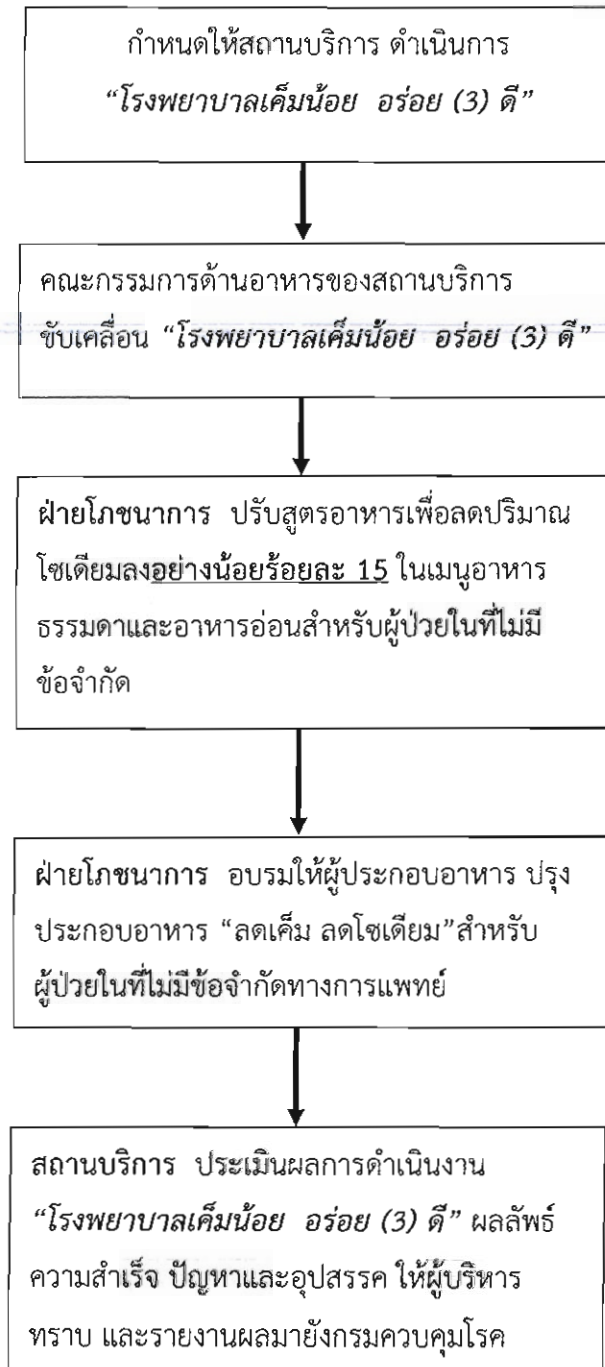 กำหนดให้สถานบริการ ดำเนินการ
“โรงพยาบาลเค็มน้อย อร่อย (3) ดี”
คณะกรรมการด้านอาหารของสถานบริการ
ขับเคลื่อน “โรงพยาบาลเค็มน้อย อร่อย (3) ดี”
ฝ่ายโภชนาการ ปรับสูตรอาหารเพื่อลดปริมาณ
โซเดียมลงอย่างน้อยร้อยละ 15 ในเมนูอาหาร
ธรรมดาและอาหารอ่อนสำหรับผู้ป่วยในที่ไม่มี
ข้อจำกัด
ฝ่ายโภชนาการ อบรมให้ผู้ประกอบอาหาร ปรุง
ประกอบอาหาร “ลดเค็ม ลดโซเดียม”สำหรับ
ผู้ป่วยในที่ไม่มีข้อจำกัดทางการแพทย์
สถานบริการ ประเมินผลการดำเนินงาน
“โรงพยาบาลเค็มน้อย อร่อย (3) ดี” ผลลัพธ์
ความสำเร็จ ปัญหาและอุปสรรค ให้ผู้บริหาร
ทราบ และรายงานผลมายังกรมควบคุมโรค